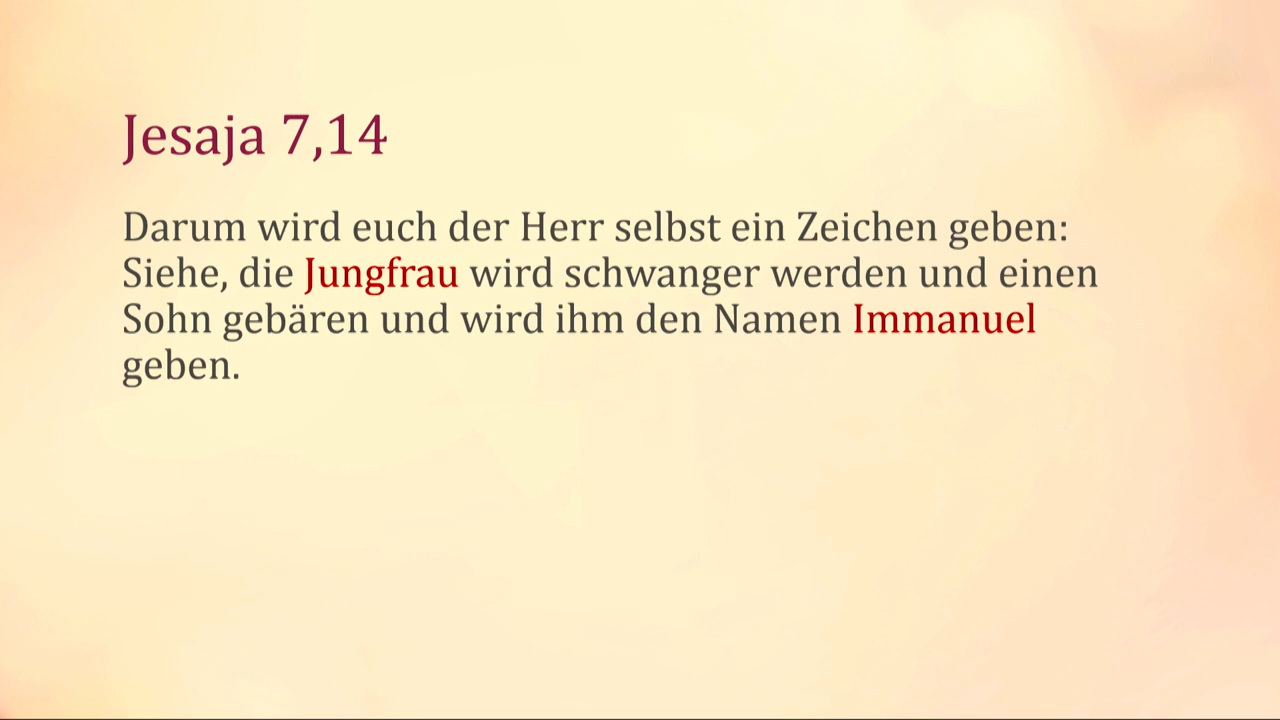 Jesaja 7,14
Darum wird euch der Herr selbst ein Zeichen geben:
Siehe, die Jungfrau wird schwanger werden und einen
Sohn gebären und wird ihm den Namen Immanuel
geben.